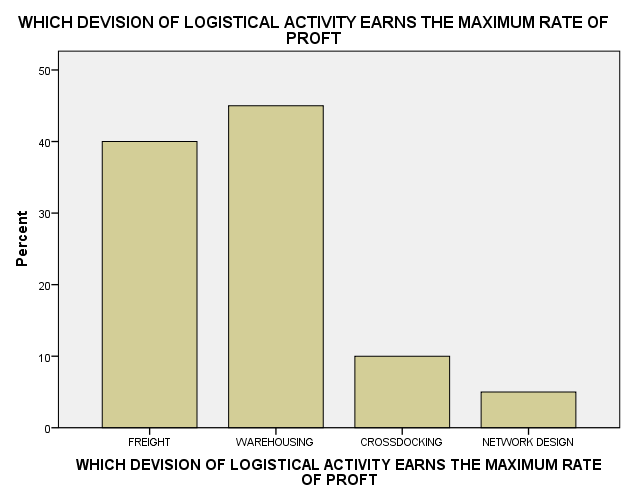 WHICH DEVISION OF LOGISTICAL ACTIVITY EARNS THE MAXIMUM RATE OF
PROFT
50
40
30
20
10
0
Percent
FREIGHT
WAREHOUSING
CROSSDOCKING
NETWORK DESIGN
WHICH DEVISION OF LOGISTICAL ACTIVITY EARNS THE MAXIMUM RATE
OF PROFT